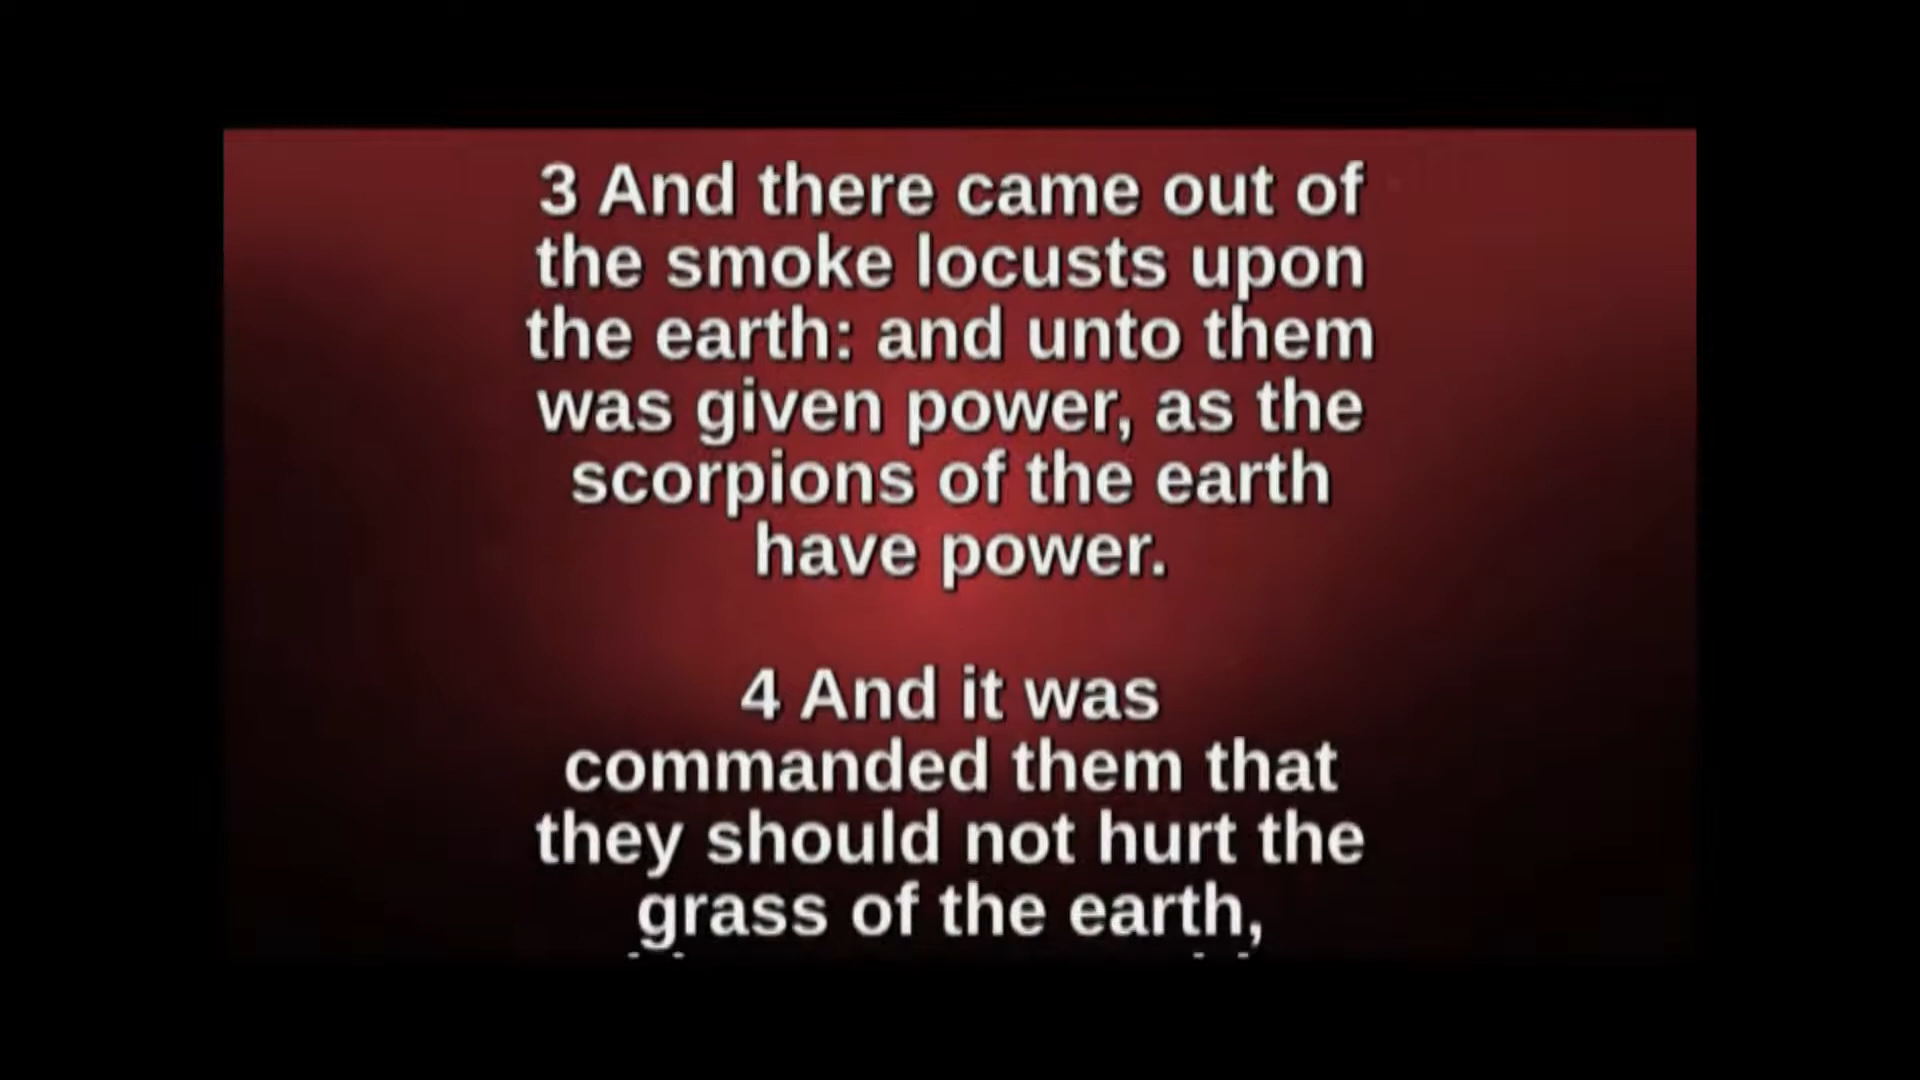 3 And there came out of
the smoke locusts upon
the earth: and unto them
was given power, as the
scorpions of the earth
have power.
4 And it was
commanded them that
they should not hurt the
grass of the earth,